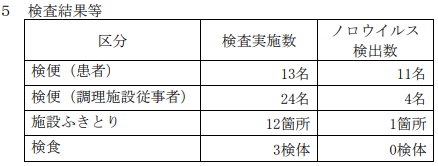 5 検査結果等
区分 検査実施数 ノロウイルス
検出数
検便（患者） 13名 11名
検便（調理施設従事者） 24名 4名
施設ふきとり 12箇所 1箇所
検食 3検体 0検体